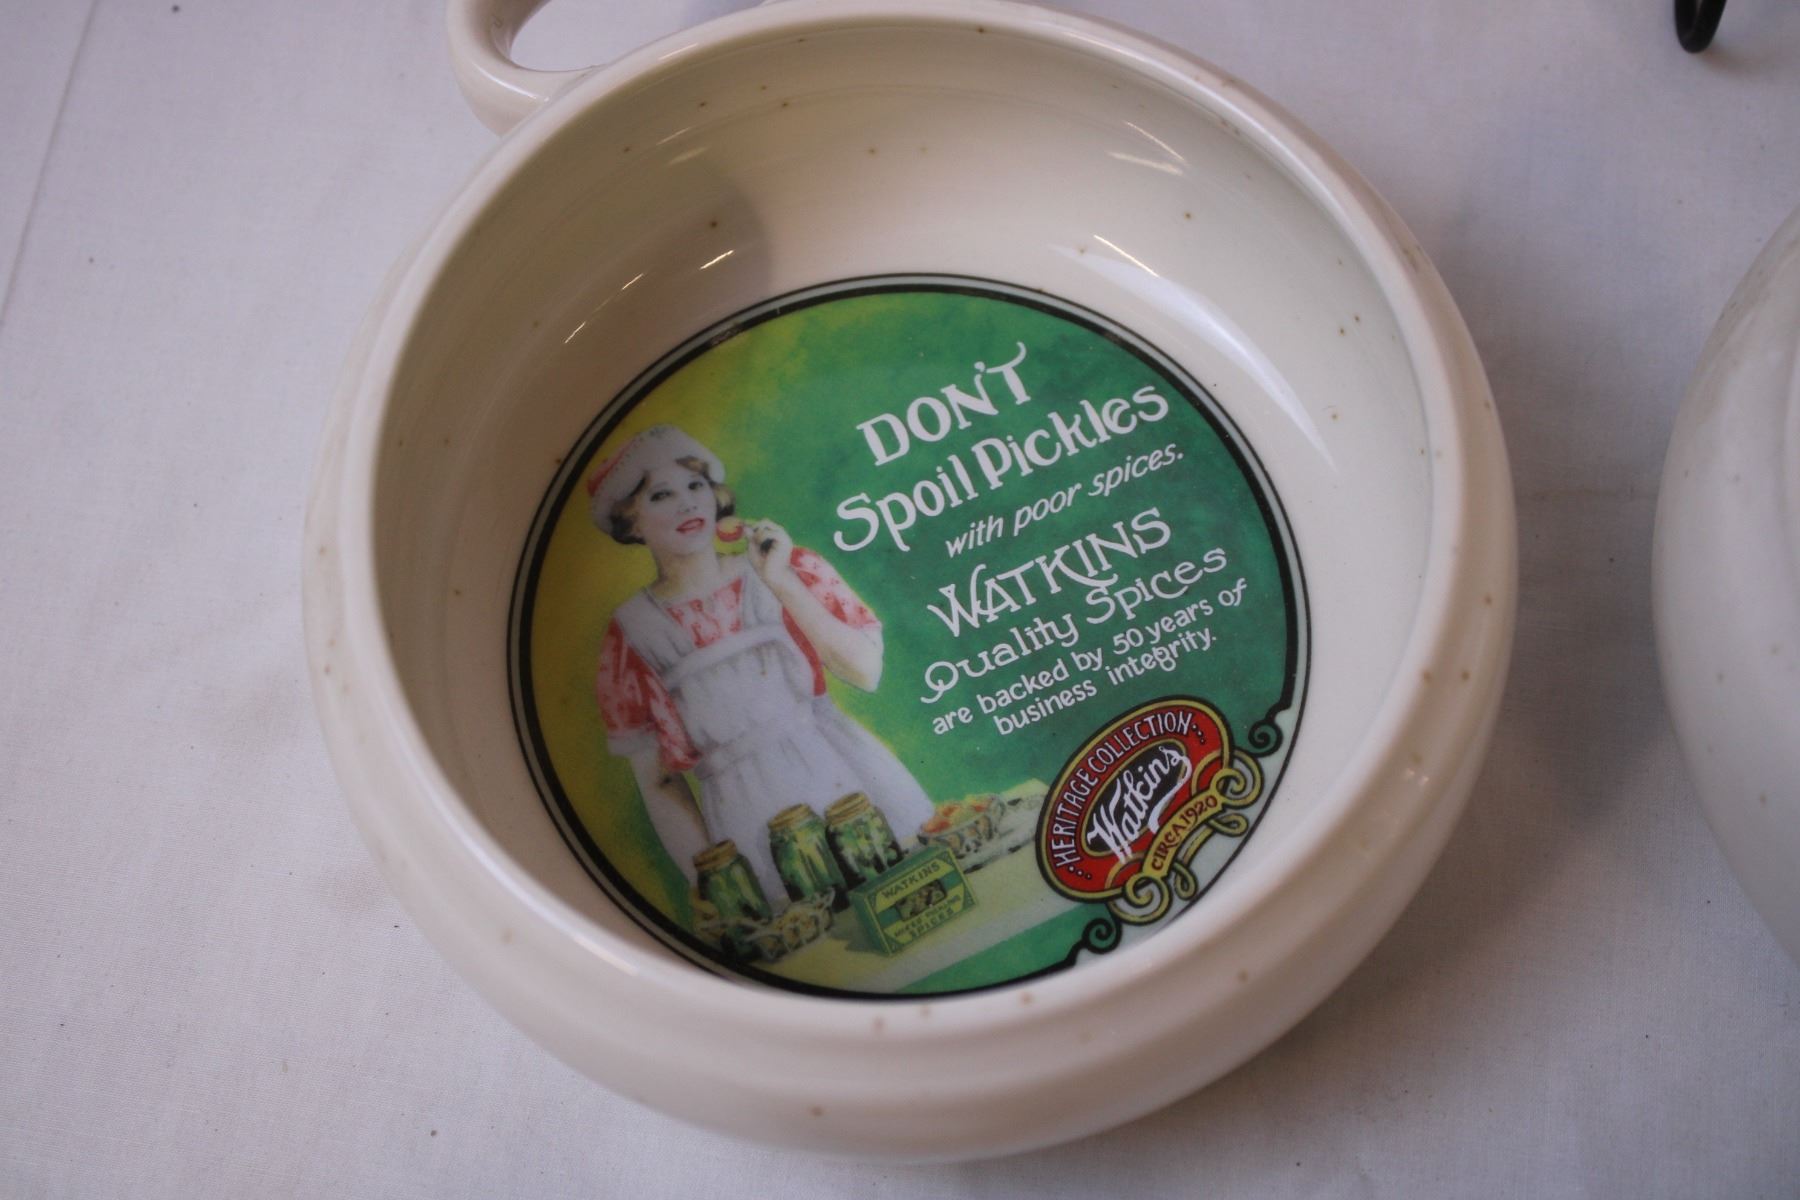 DON'T
Spoil Pickles
with poor spices.
WATKINS
Quality Spices
are backed by 50 years of
business integrity.
HERITAGE COLLECTION
Watkins
CIRCA 1920
WATKINS
SPICES